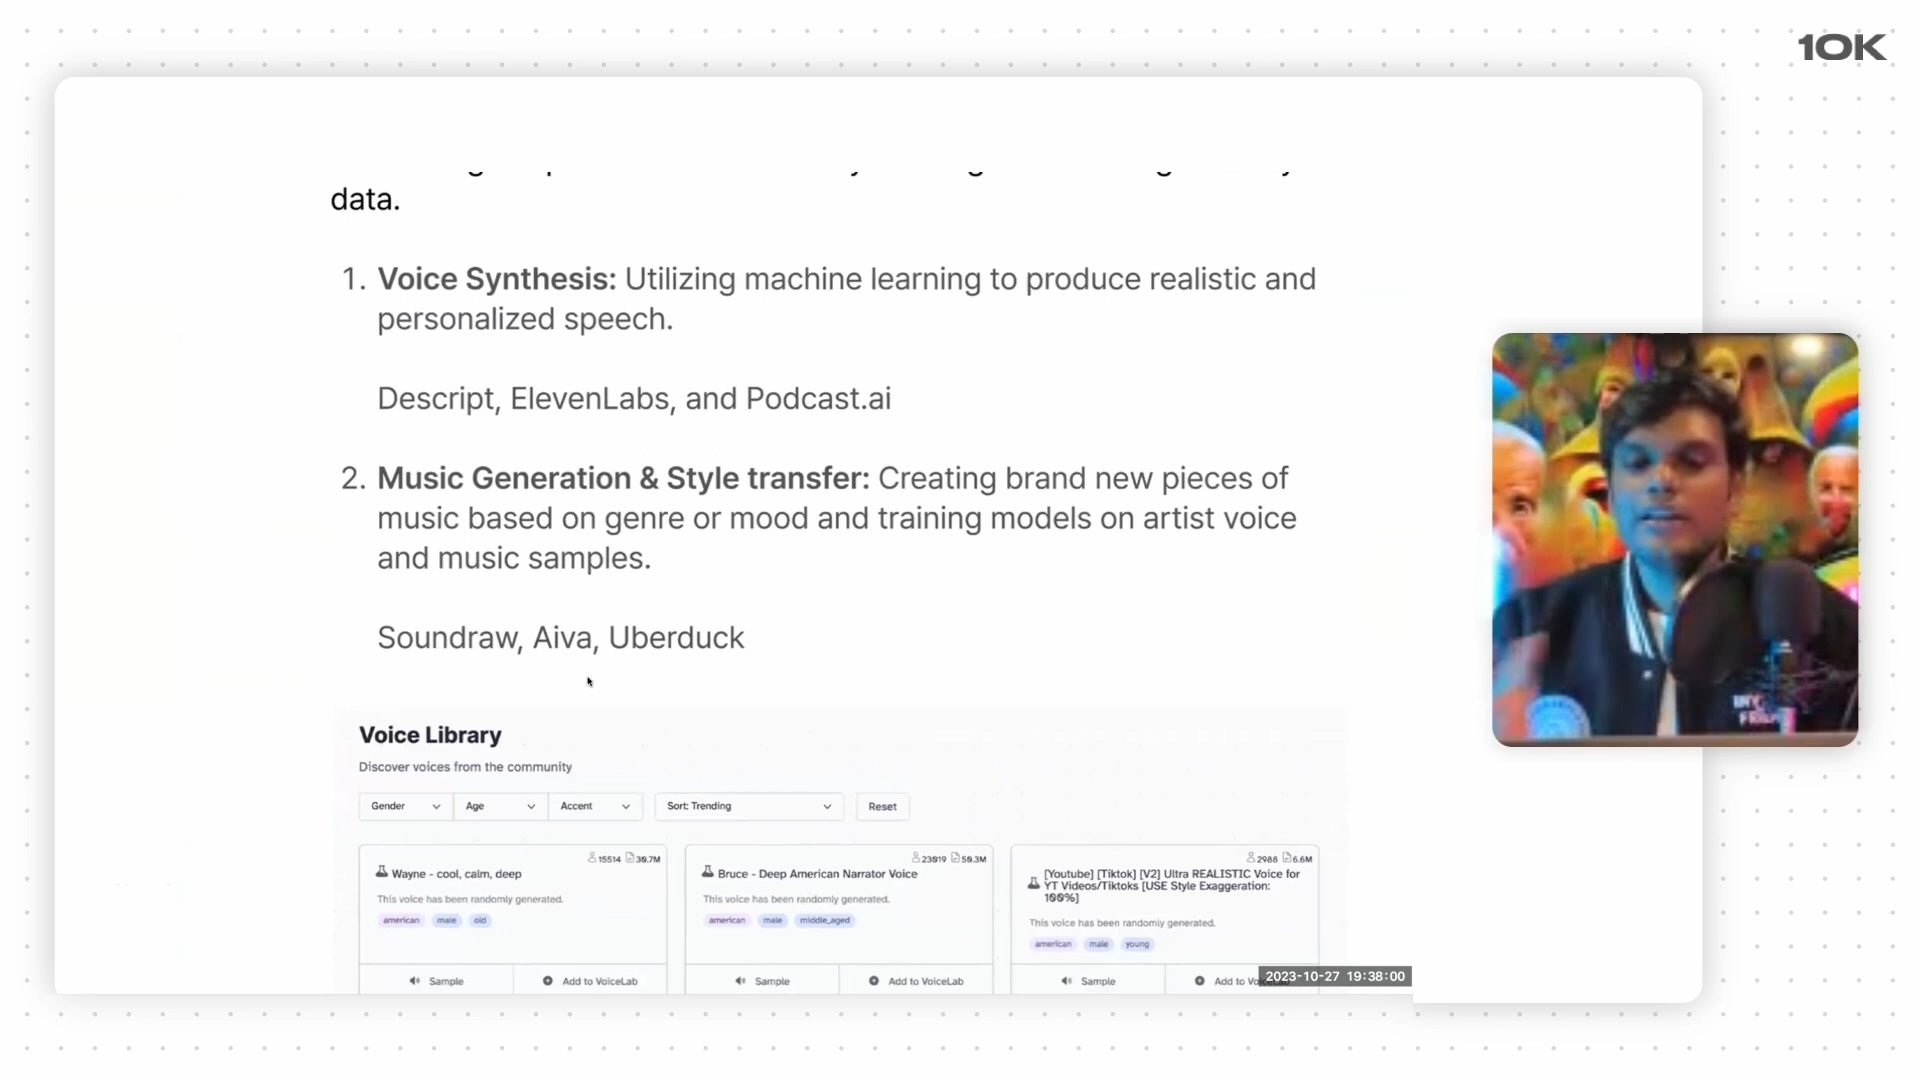 10K
data.
1. Voice Synthesis: Utilizing machine learning to produce realistic and
personalized speech.
Descript, ElevenLabs, and Podcast.ai
2. Music Generation & Style transfer: Creating brand new pieces of
music based on genre or mood and training models on artist voice
and music samples.
Soundraw, Aiva, Uberduck
Voice Library
Discover voices from the community
Gender Age Accent Sort: Trending Reset
15514 30.7M
Wayne - cool, calm, deep
This voice has been randomly generated.
american male old
Sample Add to VoiceLab
23019 50.3M
Bruce - Deep American Narrator Voice
This voice has been randomly generated.
american male middle_aged
Sample Add to VoiceLab
2988 6.6M
[Youtube] [Tiktok] [V2] Ultra REALISTIC Voice for
YT Videos/Tiktoks [USE Style Exaggeration:
100%]
This voice has been randomly generated.
american male young
Sample Add to
2023-10-27 19:38:00